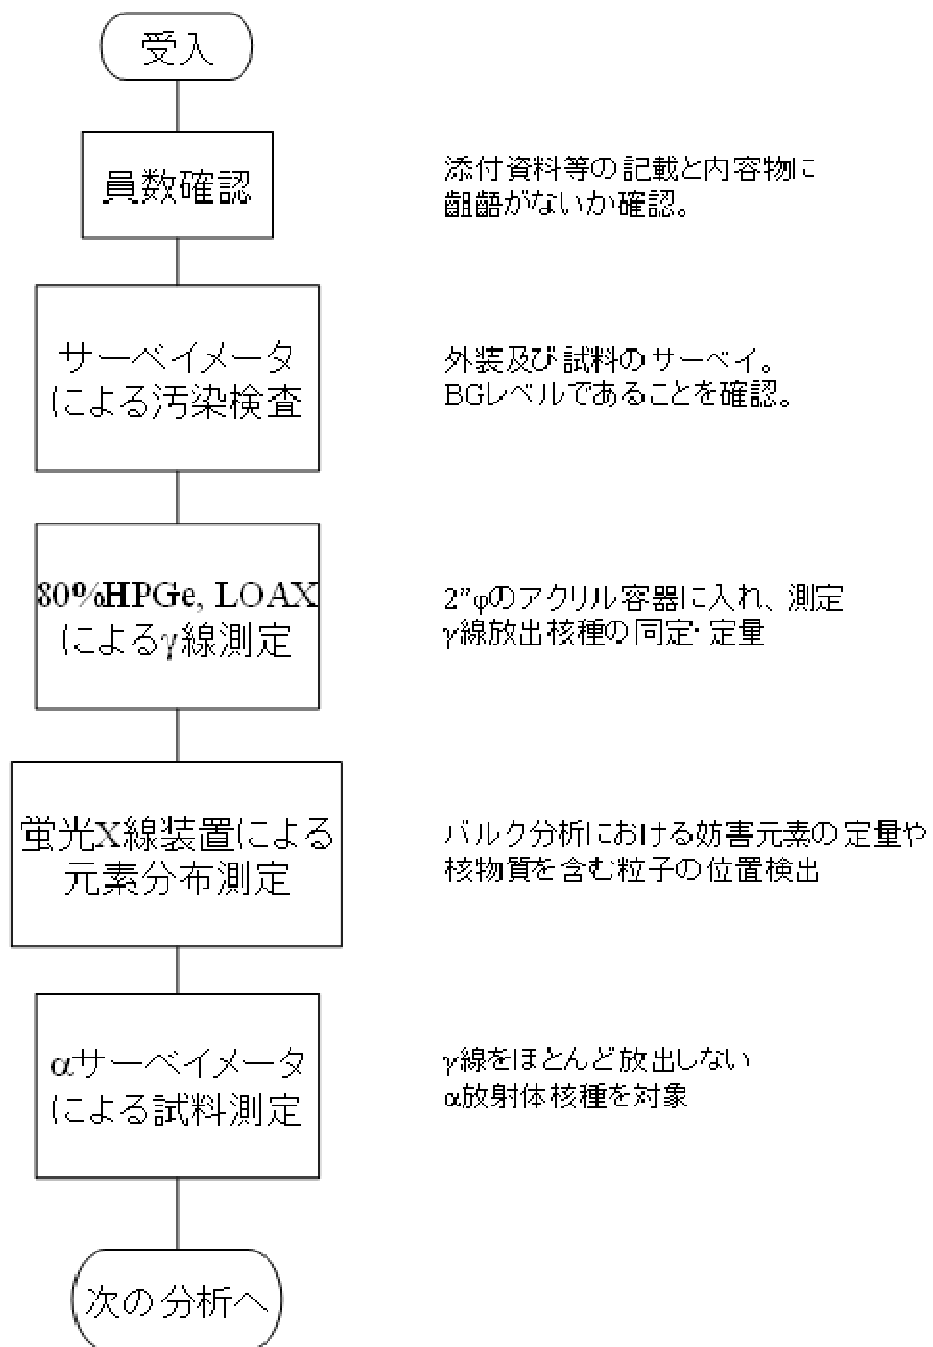 受入
員数確認
添付資料等の記載と内容物に
齟齬がないか確認。
サーベイメータ
による汚染検査
外装及び試料のサーベイ。
BGレベルであることを確認。
80%HPGe, LOAX
によるγ線測定
2"φのアクリル容器に入れ、測定
γ線放出核種の同定・定量
蛍光X線装置による
元素分布測定
バルク分析における妨害元素の定量や
核物質を含む粒子の位置検出
αサーベイメータ
による試料測定
γ線をほとんど放出しない
α放射体核種を対象
次の分析へ